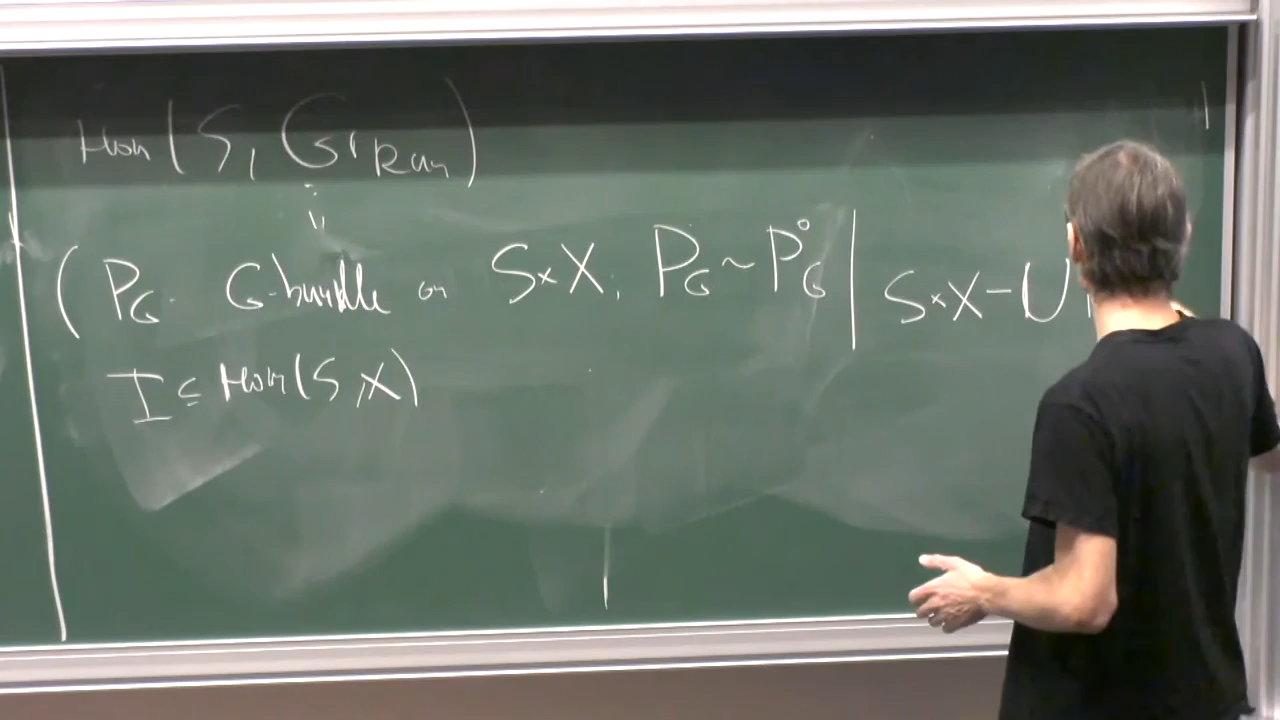 Hom(S, Gr_Ran)
(P_G. G-bundle on S×X, P_G ~ P°_G | S×X - U
I ⊆ Hom(S,X)